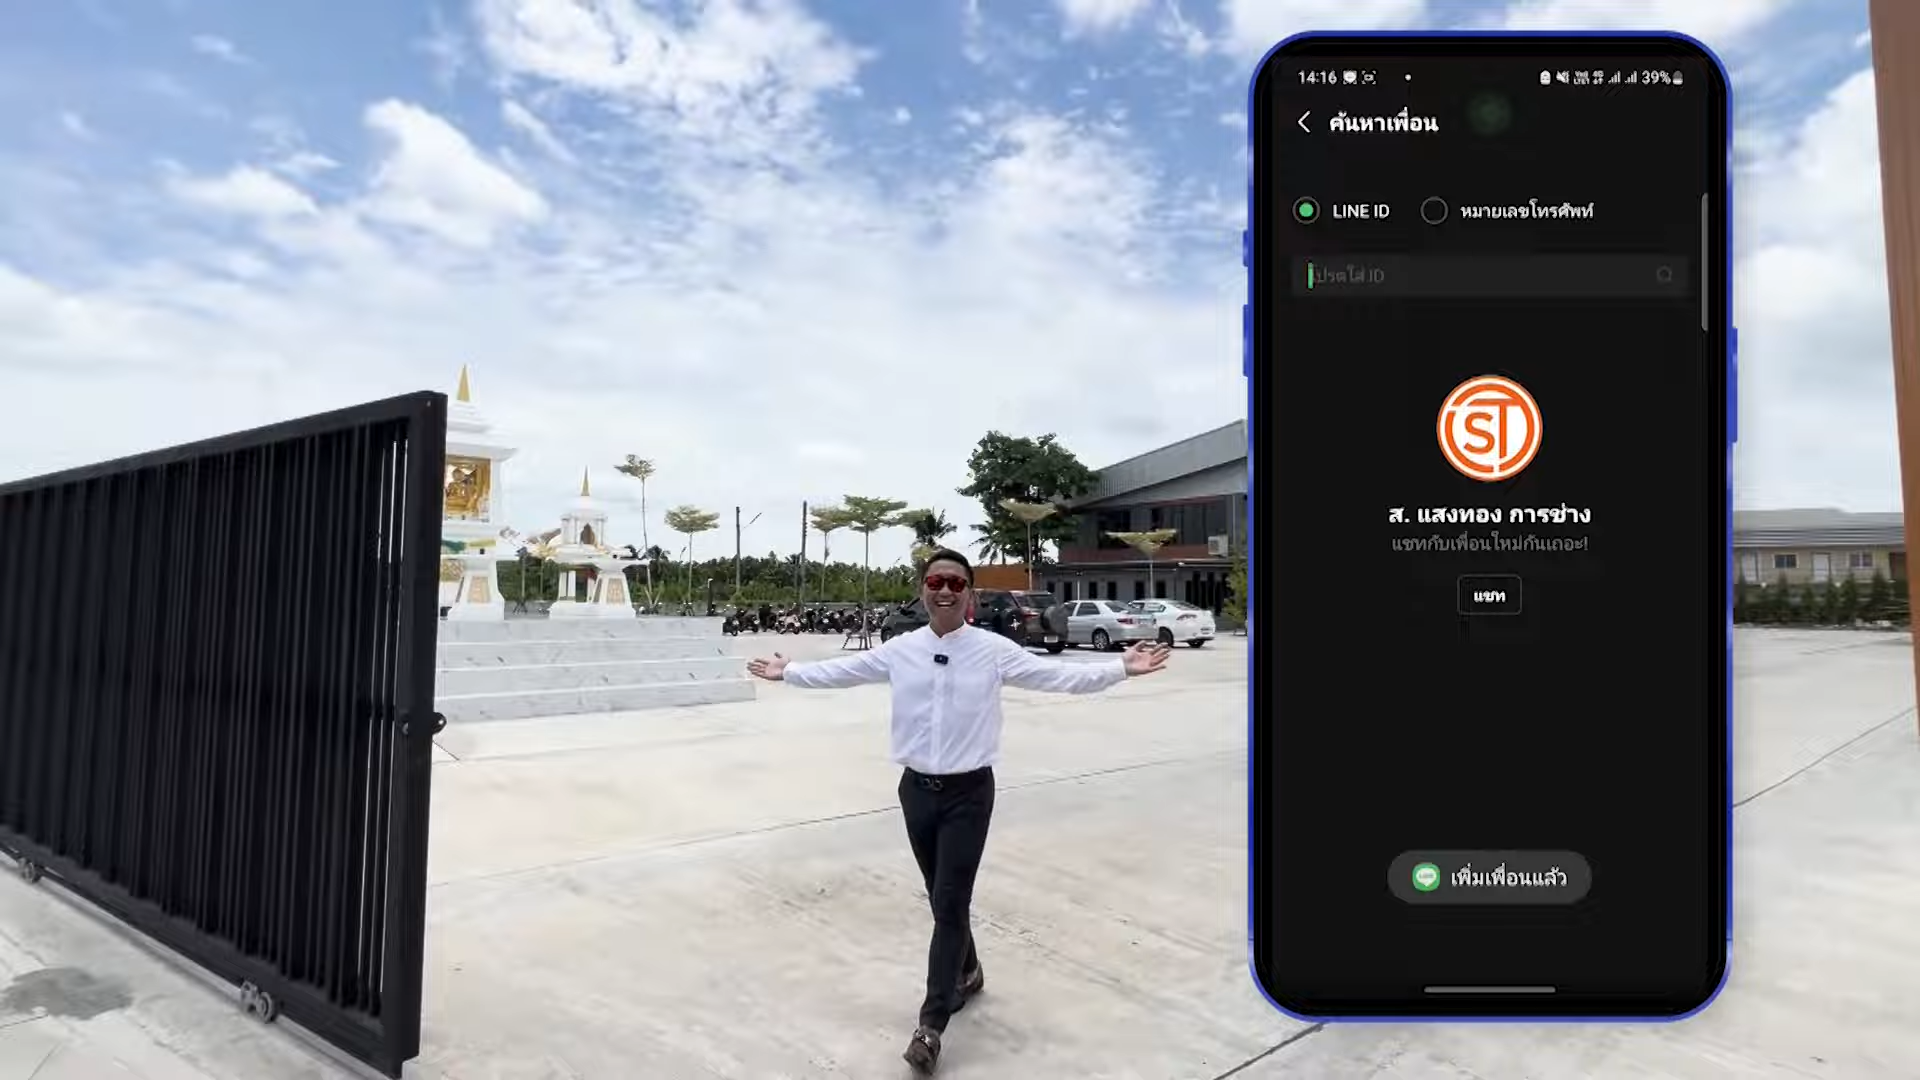 14:16
39%
ค้นหาเพื่อน
LINE ID
หมายเลขโทรศัพท์
โปรดใส่ ID
ST
ส. แสงทอง การช่าง
แชทกับเพื่อนใหม่กันเถอะ!
แชท
เพิ่มเพื่อนแล้ว